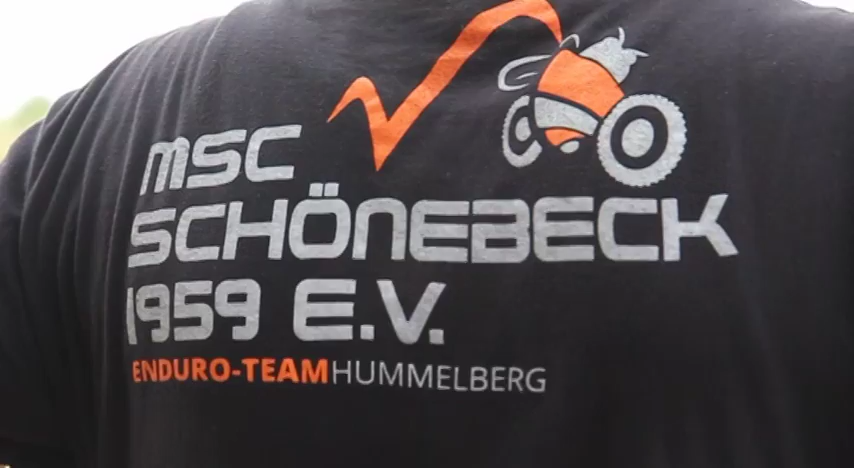 MSC
SCHÖNEBECK
1959 E.V.
ENDURO-TEAMHUMMELBERG